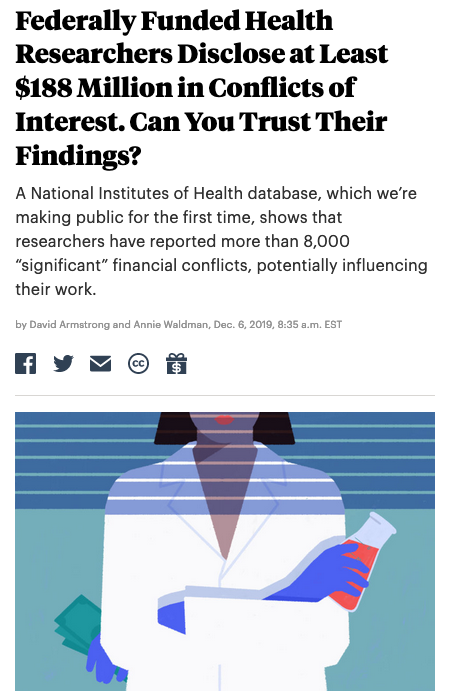 Federally Funded Health
Researchers Disclose at Least
$188 Million in Conflicts of
Interest. Can You Trust Their
Findings?
A National Institutes of Health database, which we’re
making public for the first time, shows that
researchers have reported more than 8,000
“significant” financial conflicts, potentially influencing
their work.
by David Armstrong and Annie Waldman, Dec. 6, 2019, 8:35 a.m. EST
cc
$